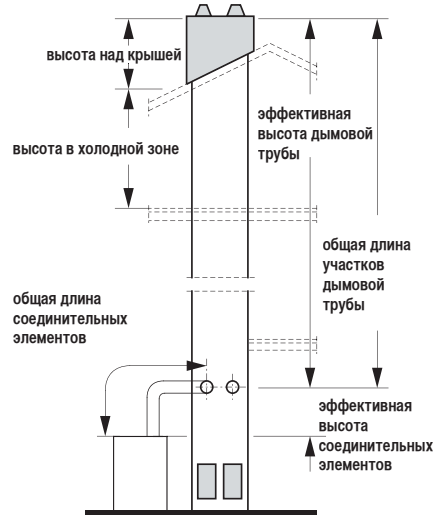 высота над крышей
эффективная
высота дымовой
трубы
высота в холодной зоне
общая длина
участков
дымовой
трубы
общая длина
соединительных
элементов
эффективная
высота
соединительных
элементов